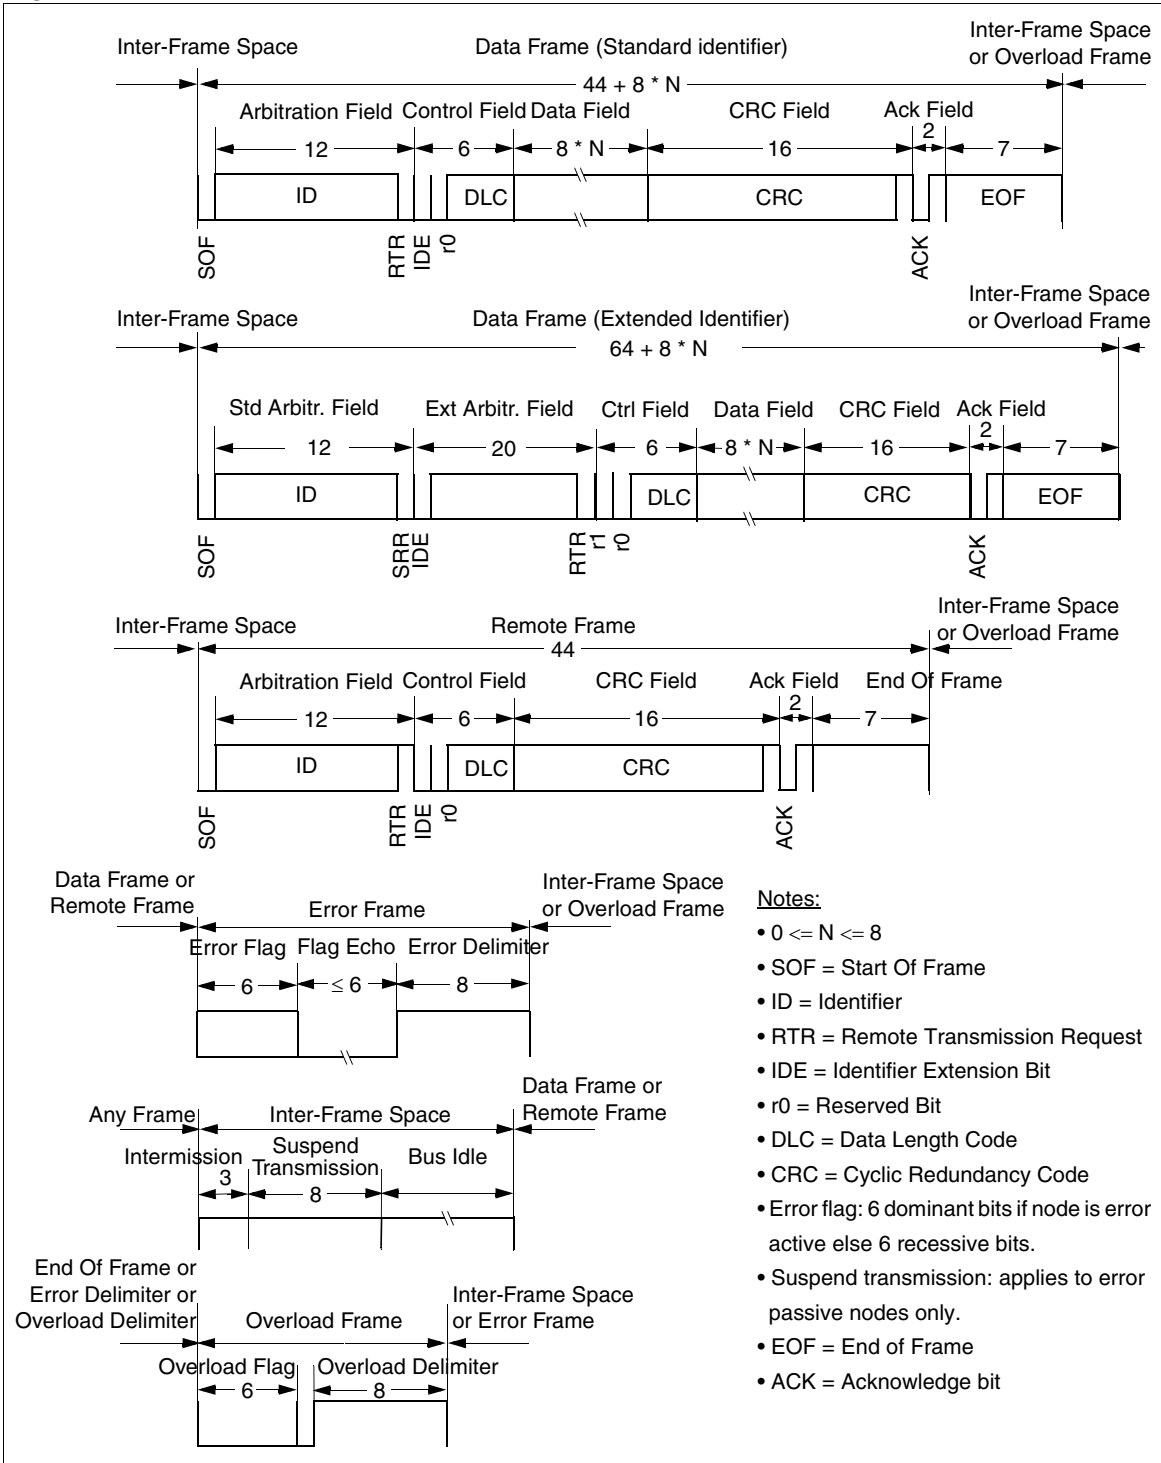 Inter-Frame Space
Data Frame (Standard identifier)
Inter-Frame Space
or Overload Frame
44 + 8 * N
Arbitration Field Control Field Data Field CRC Field Ack Field
12 6 8 * N 16 2 7
ID DLC CRC EOF
SOF RTR IDE r0 ACK
Inter-Frame Space
Data Frame (Extended Identifier)
Inter-Frame Space
or Overload Frame
64 + 8 * N
Std Arbitr. Field Ext Arbitr. Field Ctrl Field Data Field CRC Field Ack Field
12 20 6 8 * N 16 2 7
ID DLC CRC EOF
SOF SRR IDE RTR r1 r0 ACK
Inter-Frame Space
Remote Frame
Inter-Frame Space
or Overload Frame
44
Arbitration Field Control Field CRC Field Ack Field End Of Frame
12 6 16 2 7
ID DLC CRC
SOF RTR IDE r0 ACK
Data Frame or
Remote Frame
Error Frame
Inter-Frame Space
or Overload Frame
Error Flag Flag Echo Error Delimiter
6 ≤ 6 8
Any Frame
Inter-Frame Space
Data Frame or
Remote Frame
Intermission
Suspend
Transmission
Bus Idle
3 8
End Of Frame or
Error Delimiter or
Overload Delimiter
Overload Frame
Inter-Frame Space
or Error Frame
Overload Flag Overload Delimiter
6 8
Notes:
• 0 <= N <= 8
• SOF = Start Of Frame
• ID = Identifier
• RTR = Remote Transmission Request
• IDE = Identifier Extension Bit
• r0 = Reserved Bit
• DLC = Data Length Code
• CRC = Cyclic Redundancy Code
• Error flag: 6 dominant bits if node is error
active else 6 recessive bits.
• Suspend transmission: applies to error
passive nodes only.
• EOF = End of Frame
• ACK = Acknowledge bit